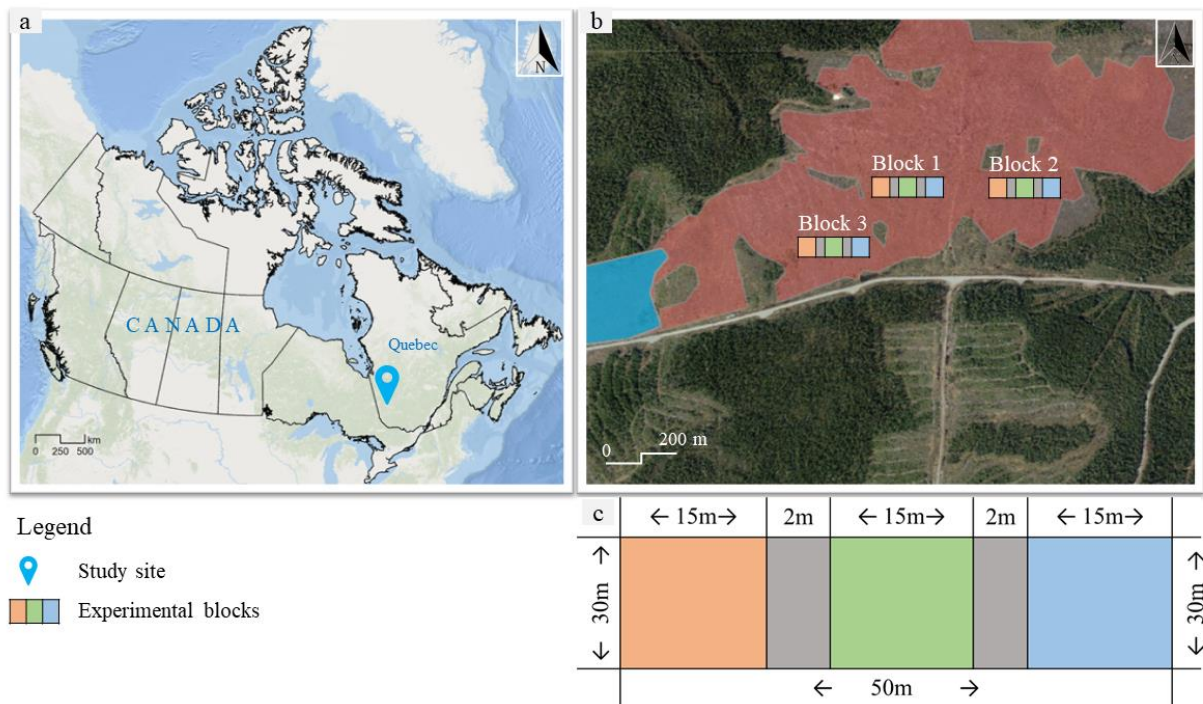 a
N
CANADA
Quebec
0 250 500 km
b
Block 1
Block 2
Block 3
0 200 m
Legend
Study site
Experimental blocks
c
← 15m→
2m
← 15m→
2m
← 15m→
← 30m →
← 30m →
← 50m →